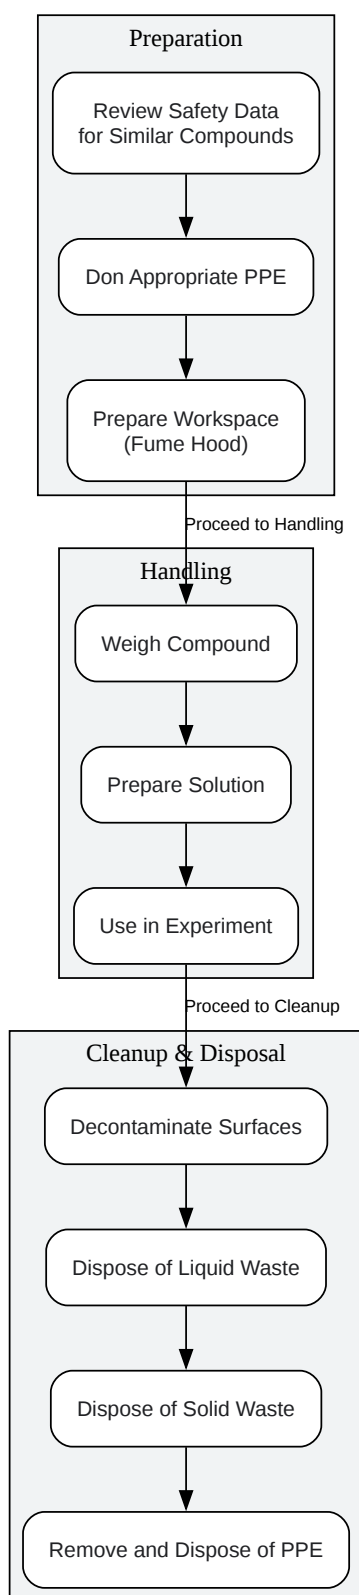 Preparation
Review Safety Data
for Similar Compounds
Don Appropriate PPE
Prepare Workspace
(Fume Hood)
Proceed to Handling
Handling
Weigh Compound
Prepare Solution
Use in Experiment
Proceed to Cleanup
Cleanup & Disposal
Decontaminate Surfaces
Dispose of Liquid Waste
Dispose of Solid Waste
Remove and Dispose of PPE